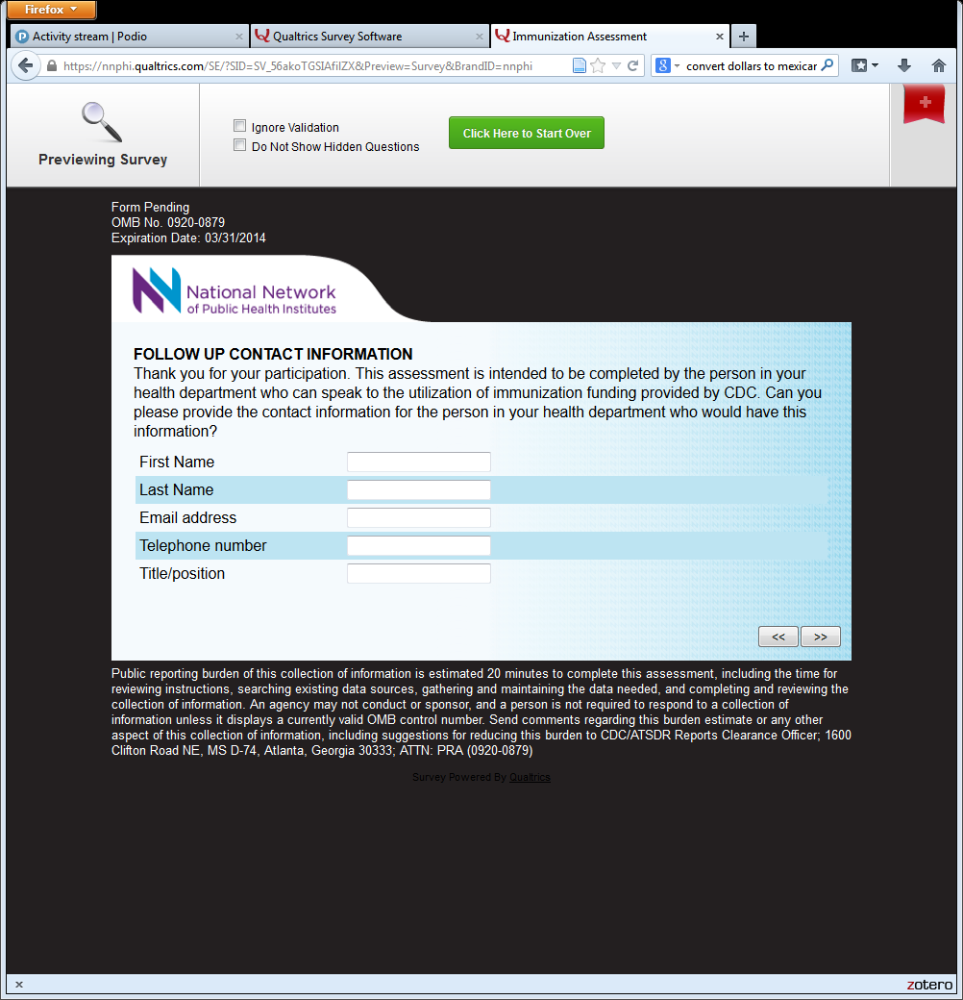 Firefox
Activity stream | Podio
Qualtrics Survey Software
Immunization Assessment
https://nnphi.qualtrics.com/SE/?SID=SV_56akoTGSIAfiIZX&Preview=Survey&BrandID=nnphi
convert dollars to mexicar
Previewing Survey
Ignore Validation
Do Not Show Hidden Questions
Click Here to Start Over
Form Pending
OMB No. 0920-0879
Expiration Date: 03/31/2014
National Network
of Public Health Institutes
FOLLOW UP CONTACT INFORMATION
Thank you for your participation. This assessment is intended to be completed by the person in your
health department who can speak to the utilization of immunization funding provided by CDC. Can you
please provide the contact information for the person in your health department who would have this
information?
First Name
Last Name
Email address
Telephone number
Title/position
<< >>
Public reporting burden of this collection of information is estimated 20 minutes to complete this assessment, including the time for
reviewing instructions, searching existing data sources, gathering and maintaining the data needed, and completing and reviewing the
collection of information. An agency may not conduct or sponsor, and a person is not required to respond to a collection of
information unless it displays a currently valid OMB control number. Send comments regarding this burden estimate or any other
aspect of this collection of information, including suggestions for reducing this burden to CDC/ATSDR Reports Clearance Officer; 1600
Clifton Road NE, MS D-74, Atlanta, Georgia 30333; ATTN: PRA (0920-0879)
Survey Powered By Qualtrics
zotero